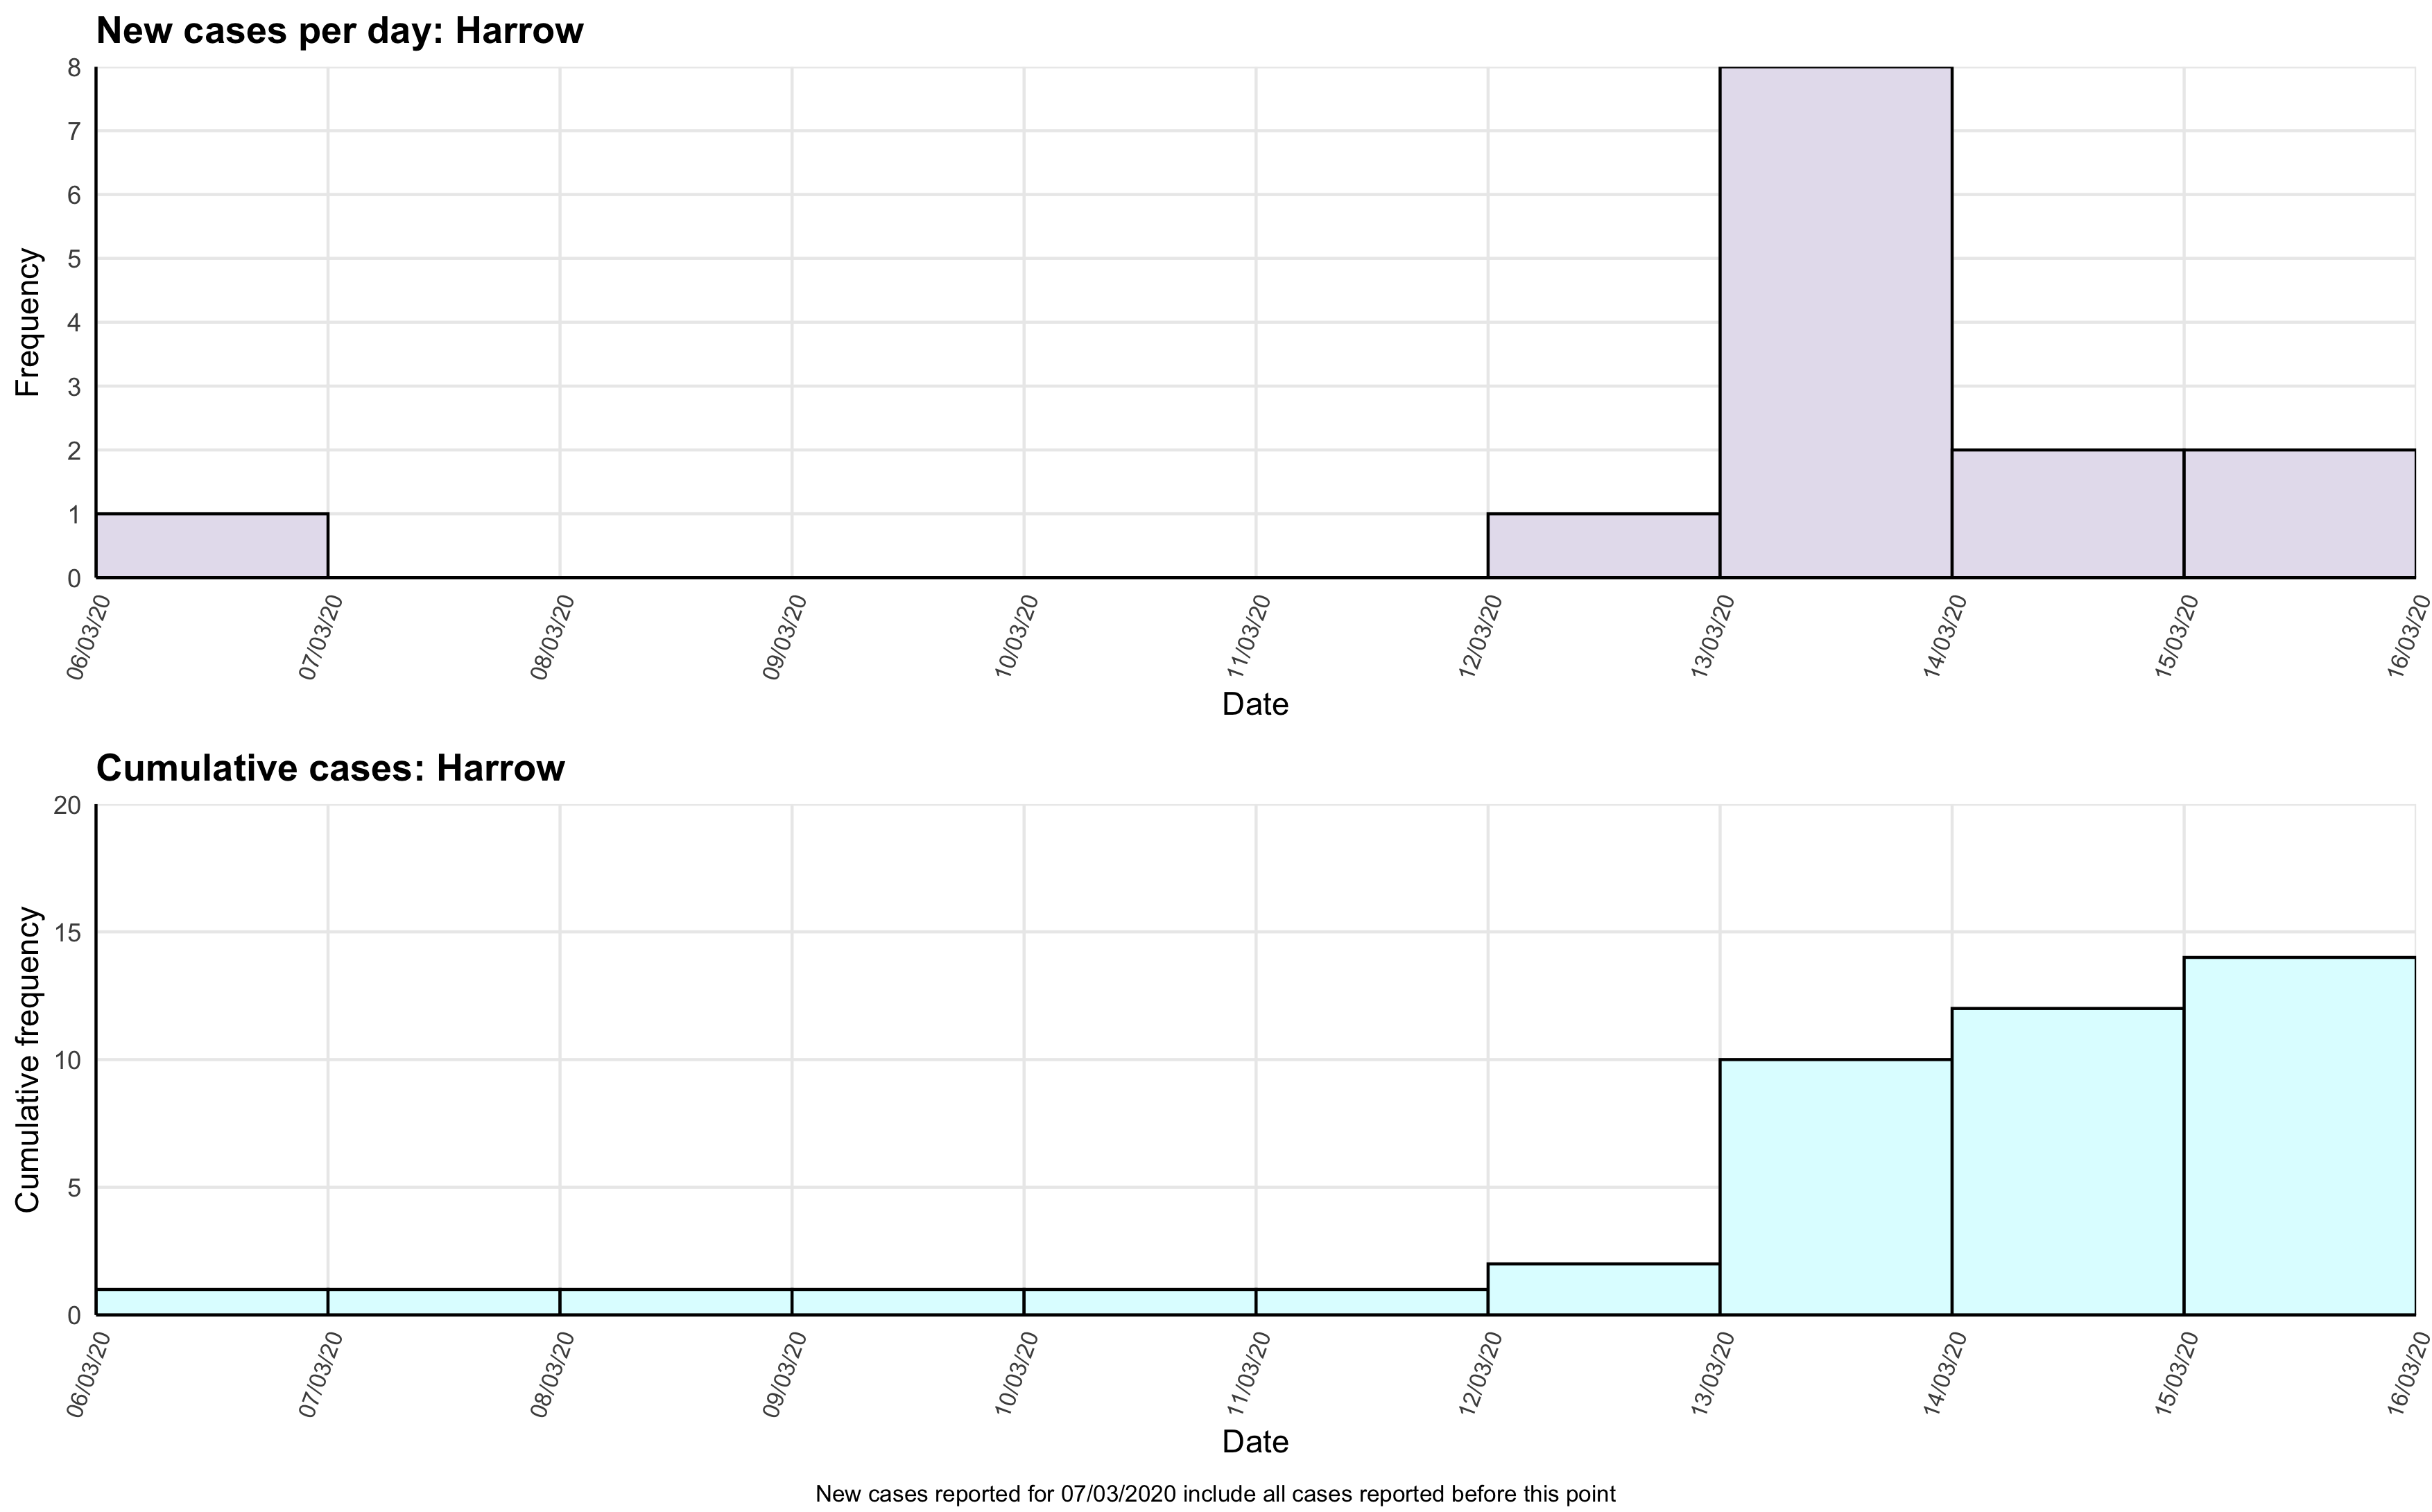 New cases per day: Harrow
8
7
6
5
4
3
2
1
0
Frequency
06/03/20 07/03/20 08/03/20 09/03/20 10/03/20 11/03/20 12/03/20 13/03/20 14/03/20 15/03/20 16/03/20
Date
Cumulative cases: Harrow
20
15
10
5
0
Cumulative frequency
06/03/20 07/03/20 08/03/20 09/03/20 10/03/20 11/03/20 12/03/20 13/03/20 14/03/20 15/03/20 16/03/20
Date
New cases reported for 07/03/2020 include all cases reported before this point